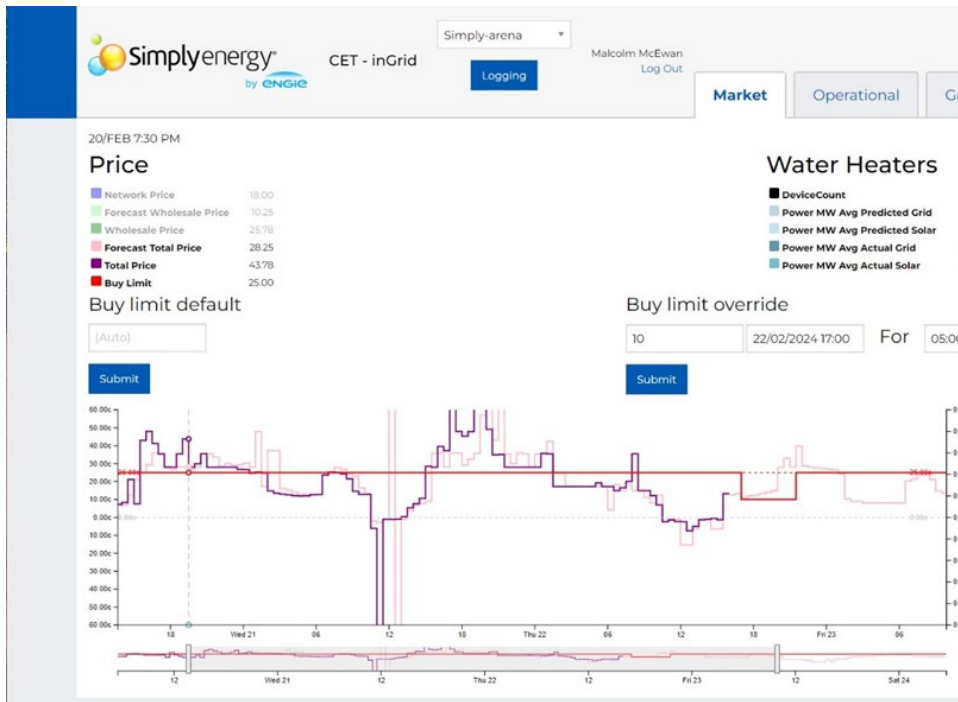 Simply energy
by ENGIE
CET - inGrid
Simply-arena
Logging
Malcolm McEwan
Log Out
Market
Operational
20/FEB 7:30 PM
Price
Network Price 18.00
Forecast Wholesale Price 10.25
Wholesale Price 25.78
Forecast Total Price 28.25
Total Price 43.78
Buy Limit 25.00
Water Heaters
DeviceCount
Power MW Avg Predicted Grid
Power MW Avg Predicted Solar
Power MW Avg Actual Grid
Power MW Avg Actual Solar
Buy limit default
(Auto)
Submit
Buy limit override
10
22/02/2024 17:00
For
05:00
Submit
60.00c
50.00c
40.00c
30.00c
20.00c
10.00c
0.00c
10.00c
20.00c
30.00c
40.00c
50.00c
60.00c
25.00c
0.00c
18
Wed 21
06
12
18
Thu 22
06
12
18
Fri 23
06
12
Wed 21
12
Thu 22
12
Fri 23
12
Sat 24